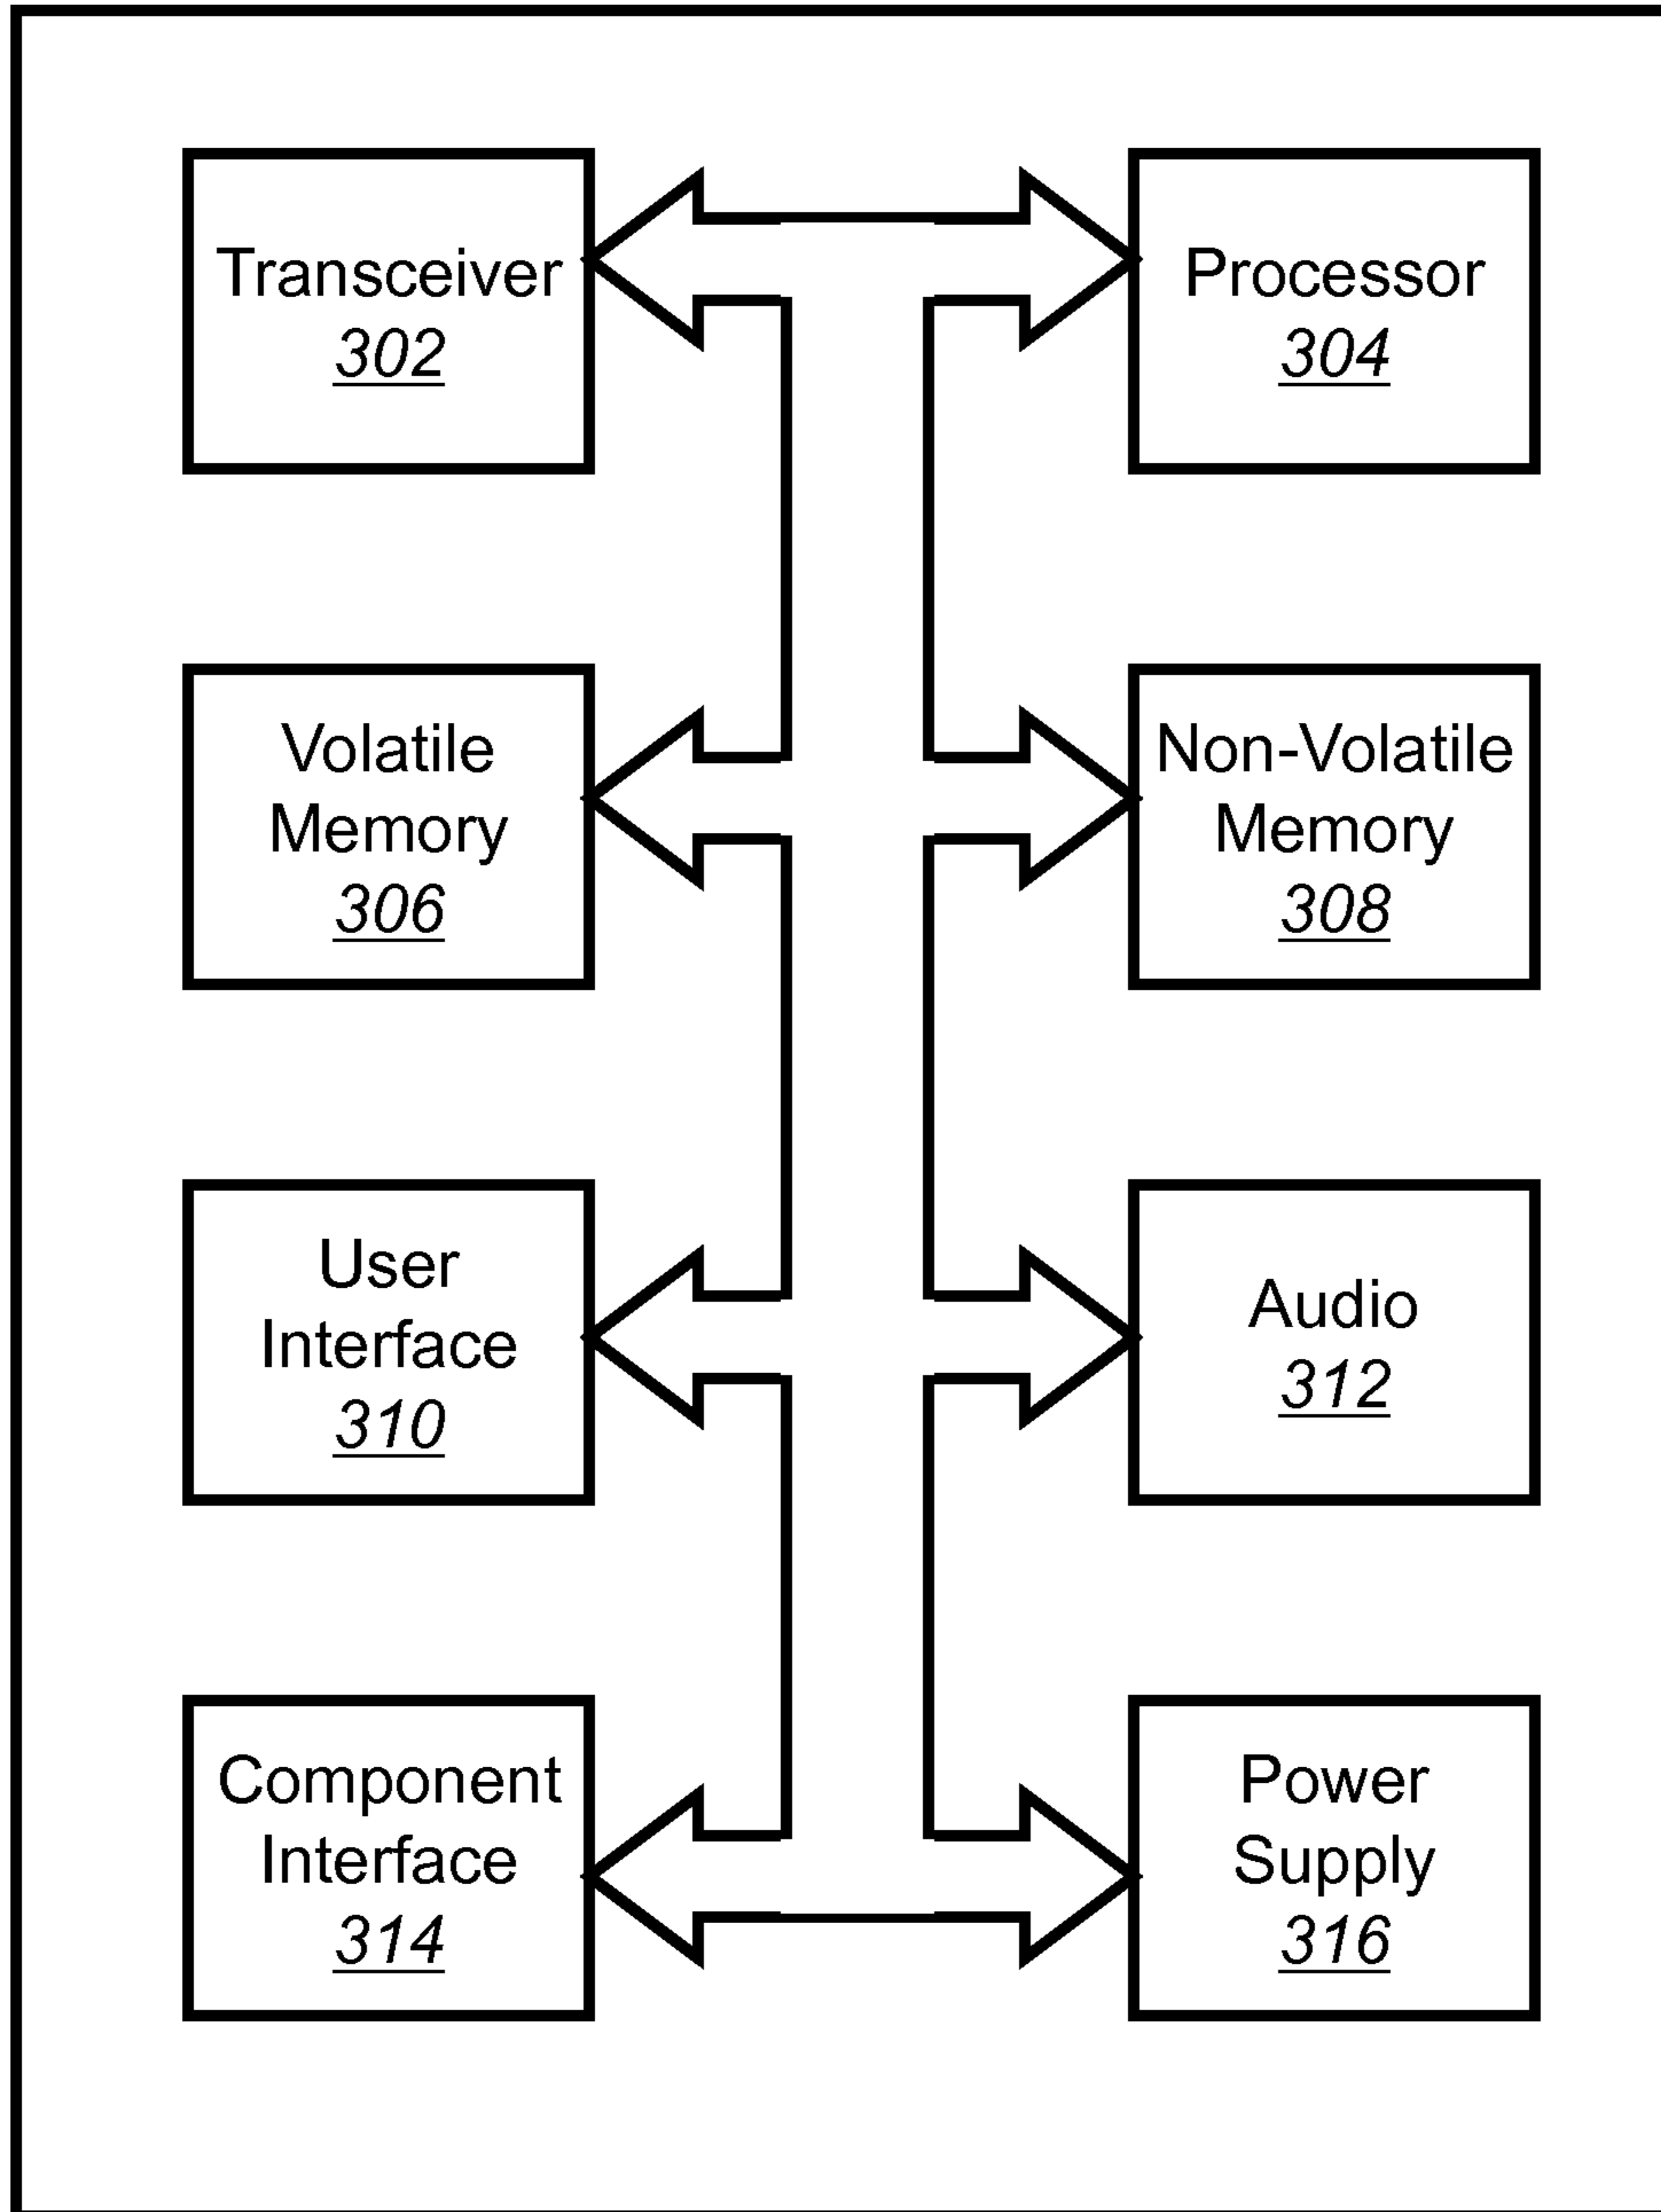 Transceiver
302
Processor
304
Volatile
Memory
306
Non-Volatile
Memory
308
User
Interface
310
Audio
312
Component
Interface
314
Power
Supply
316